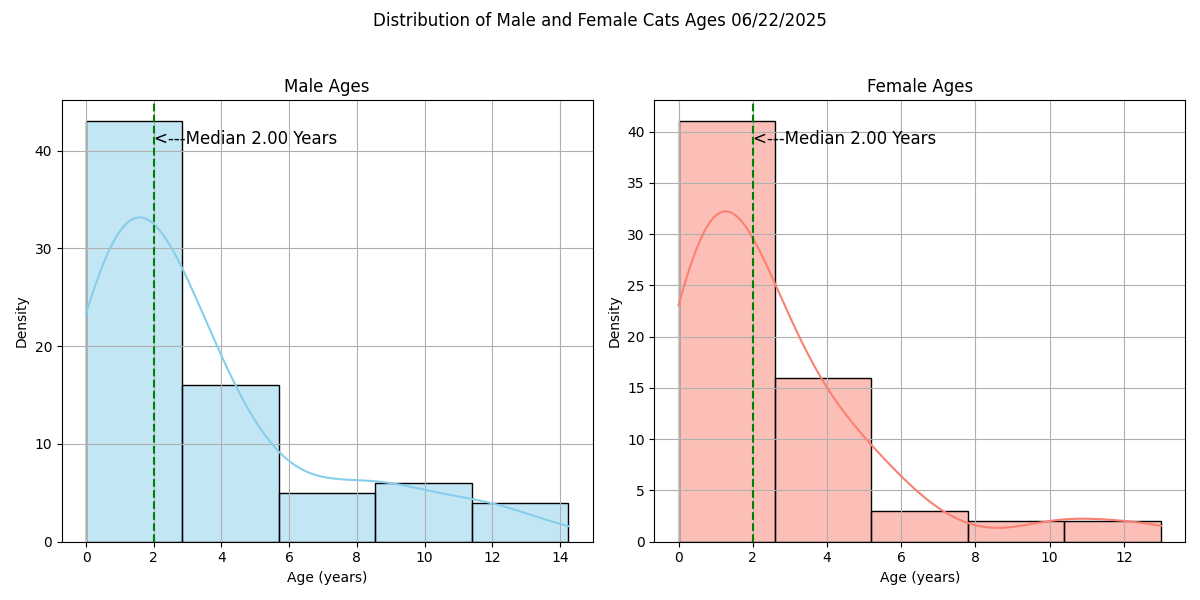 Distribution of Male and Female Cats Ages 06/22/2025
Male Ages
<---Median 2.00 Years
Density
0
10
20
30
40
0 2 4 6 8 10 12 14
Age (years)
Female Ages
<---Median 2.00 Years
Density
0
5
10
15
20
25
30
35
40
0 2 4 6 8 10 12
Age (years)